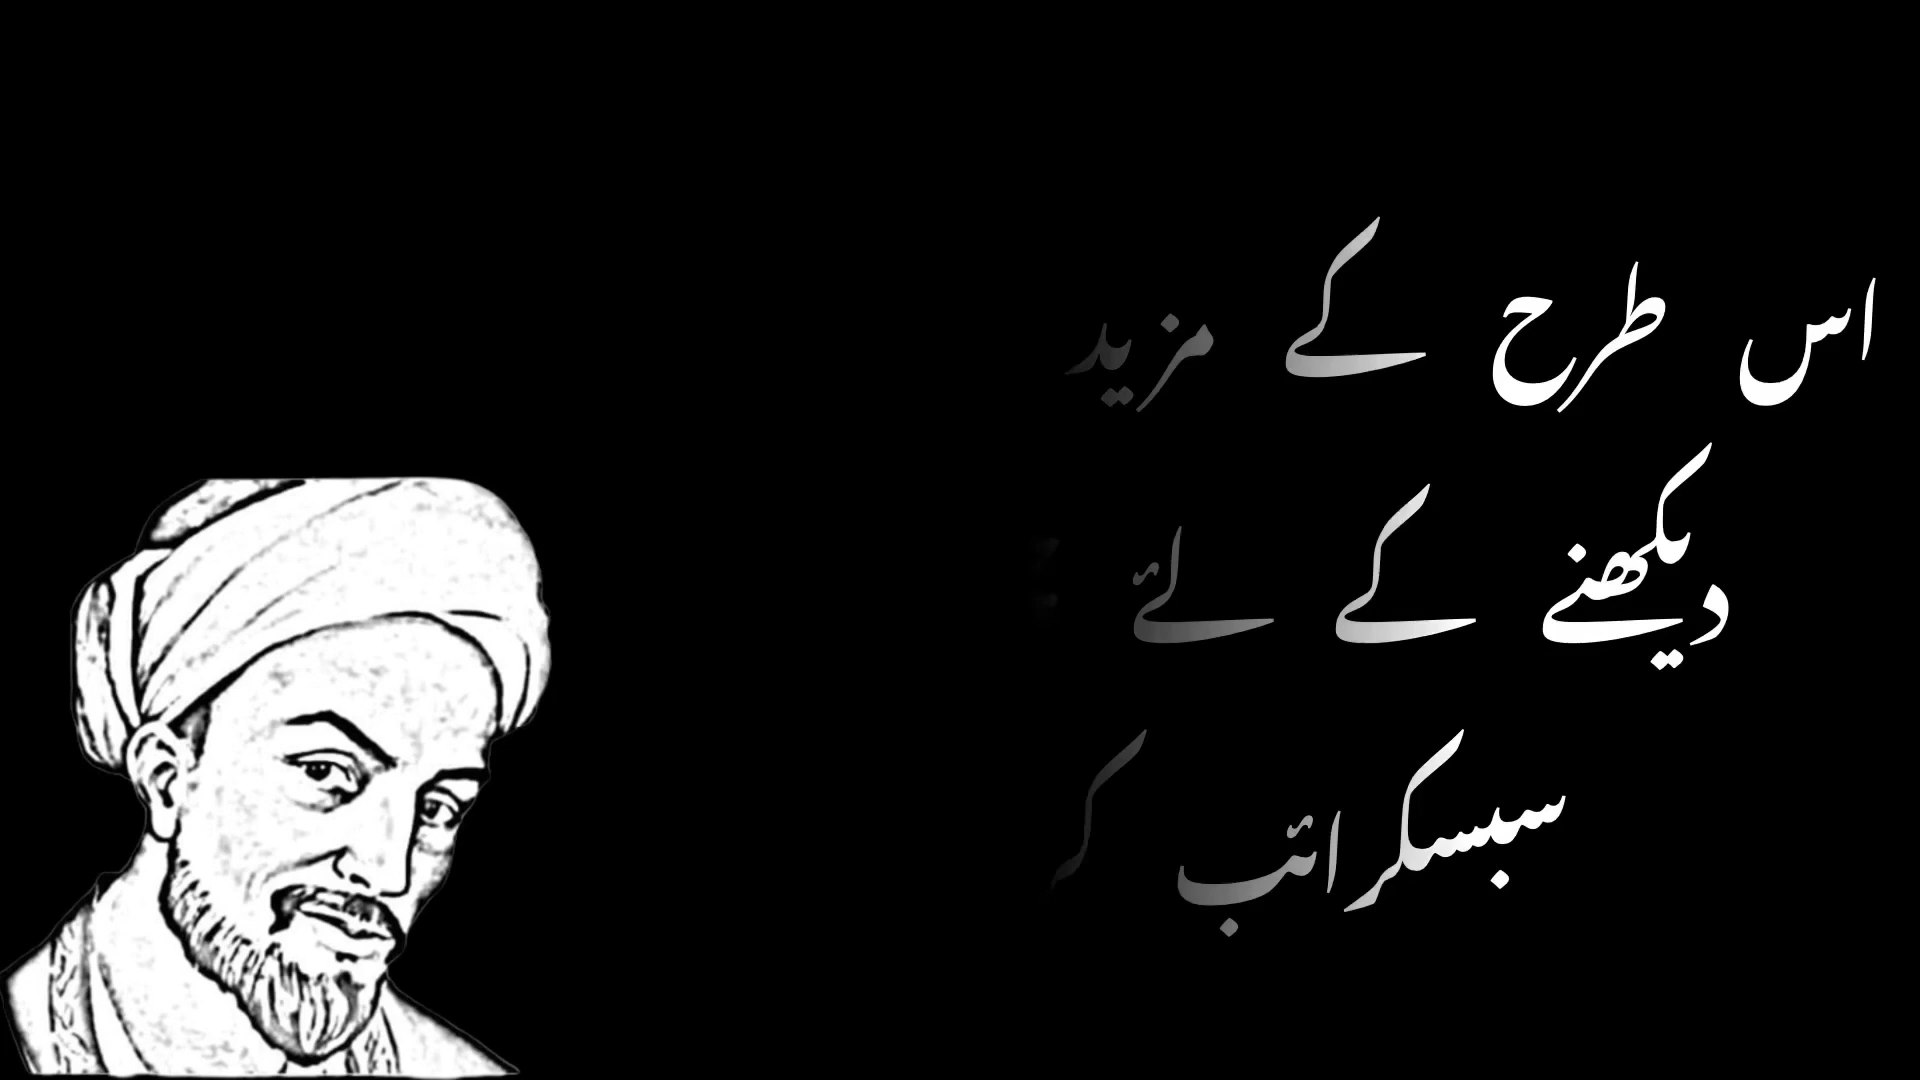 اس طرح کے مزید
دیکھنے کے لئے
سبسکرائب کر